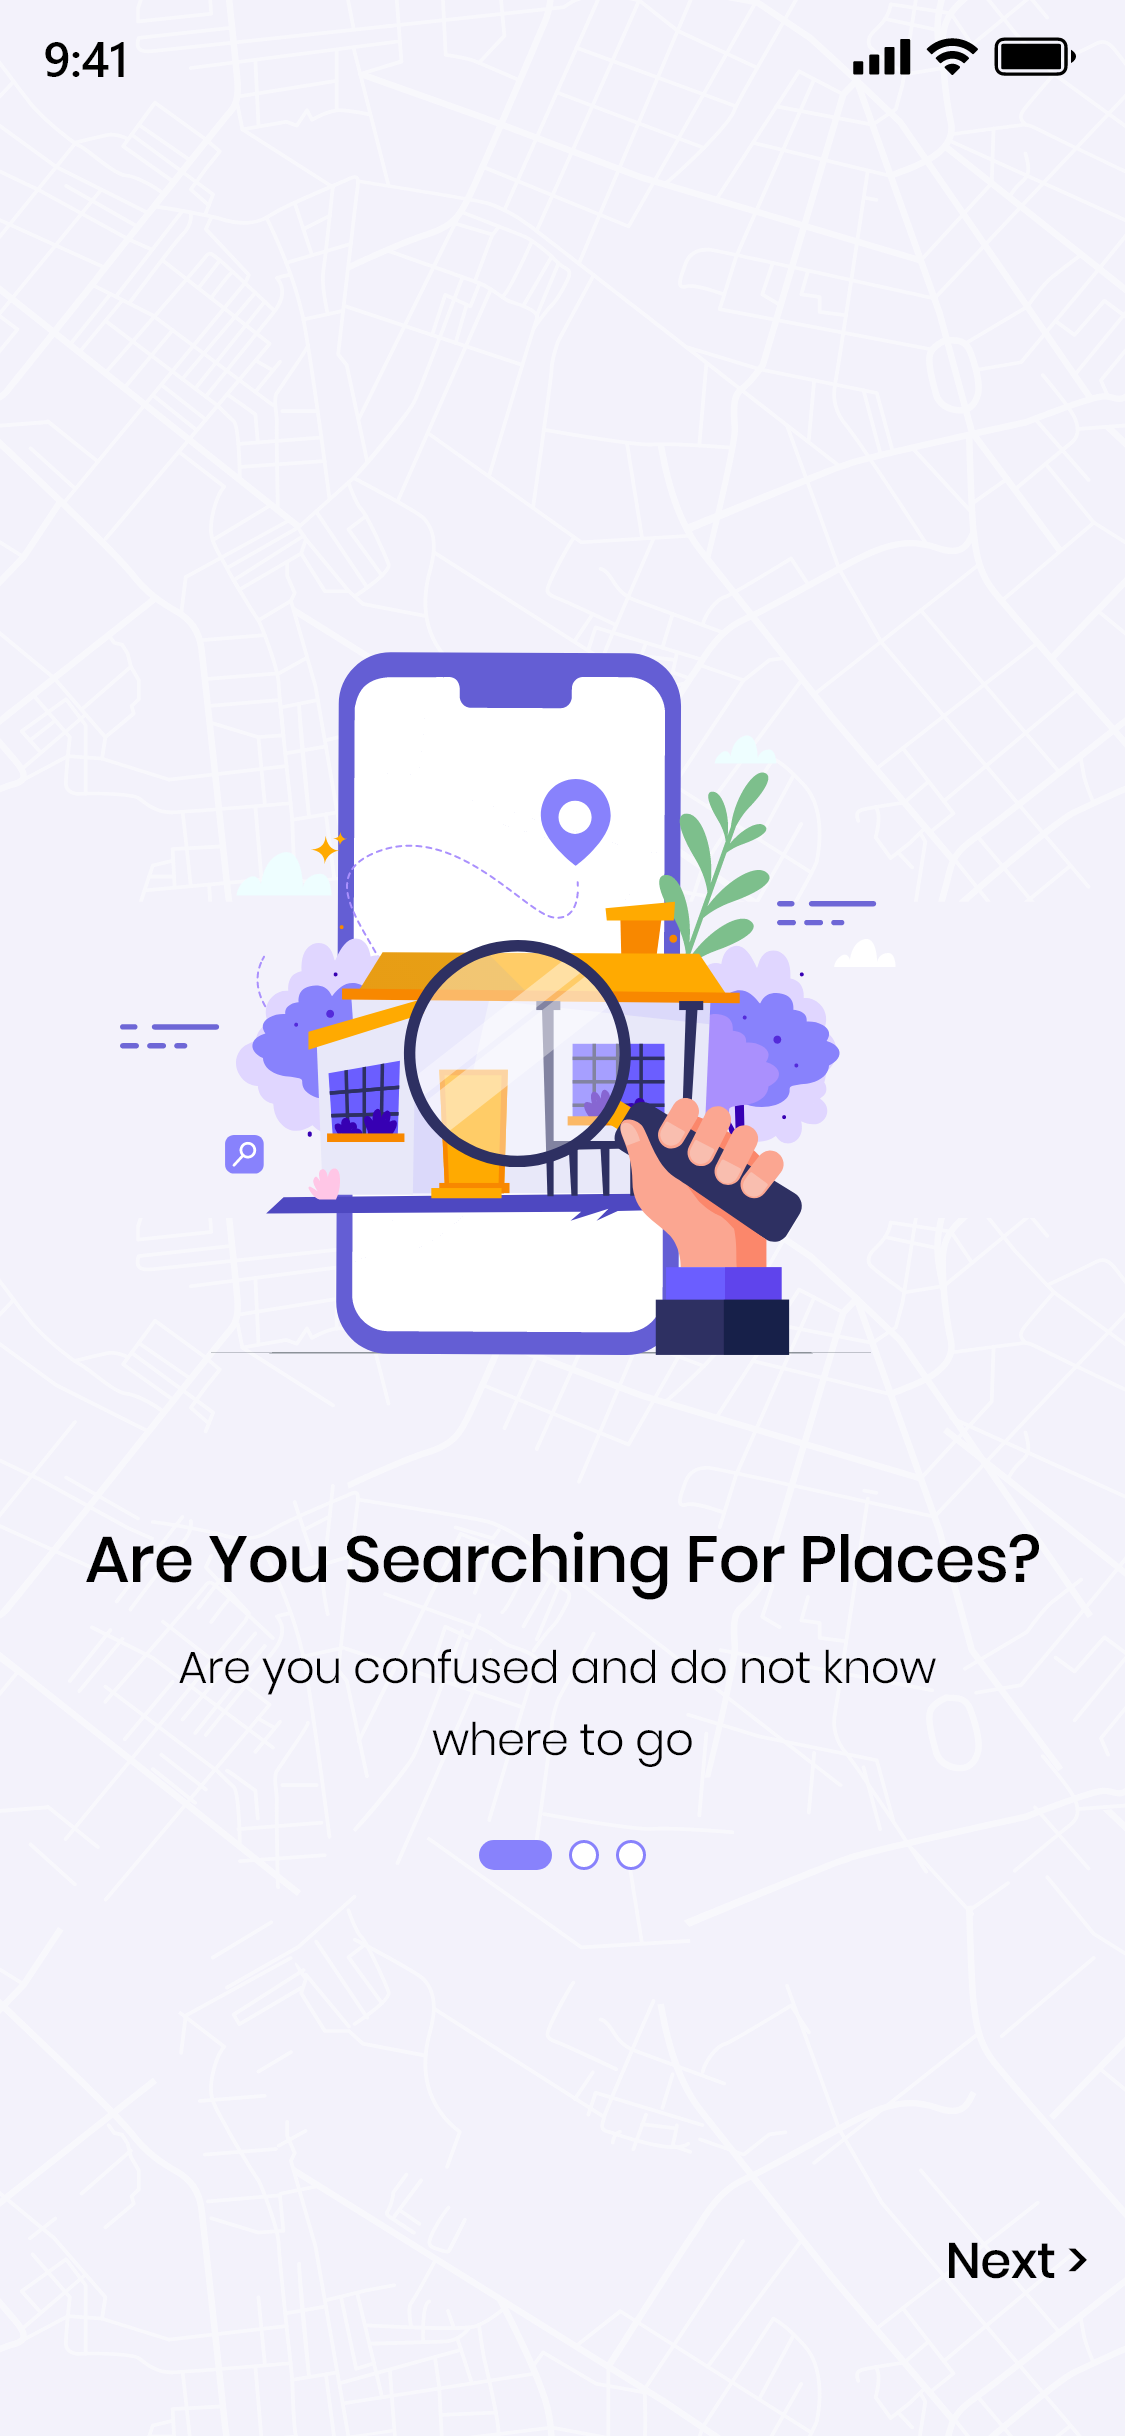 9:41
Are You Searching For Places?
Are you confused and do not know
where to go
Next >